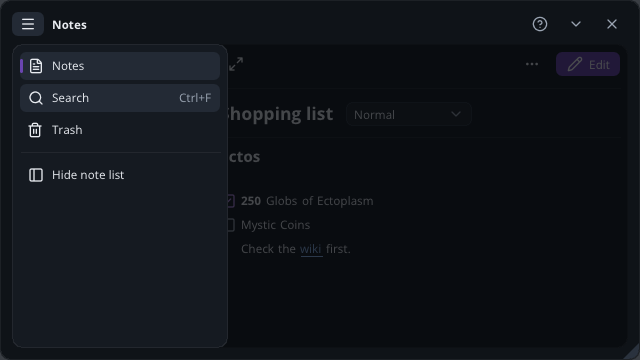 Notes
Notes
Edit
Search Ctrl+F
hopping list Normal
Trash
ctos
Hide note list
250 Globs of Ectoplasm
Mystic Coins
Check the wiki first.